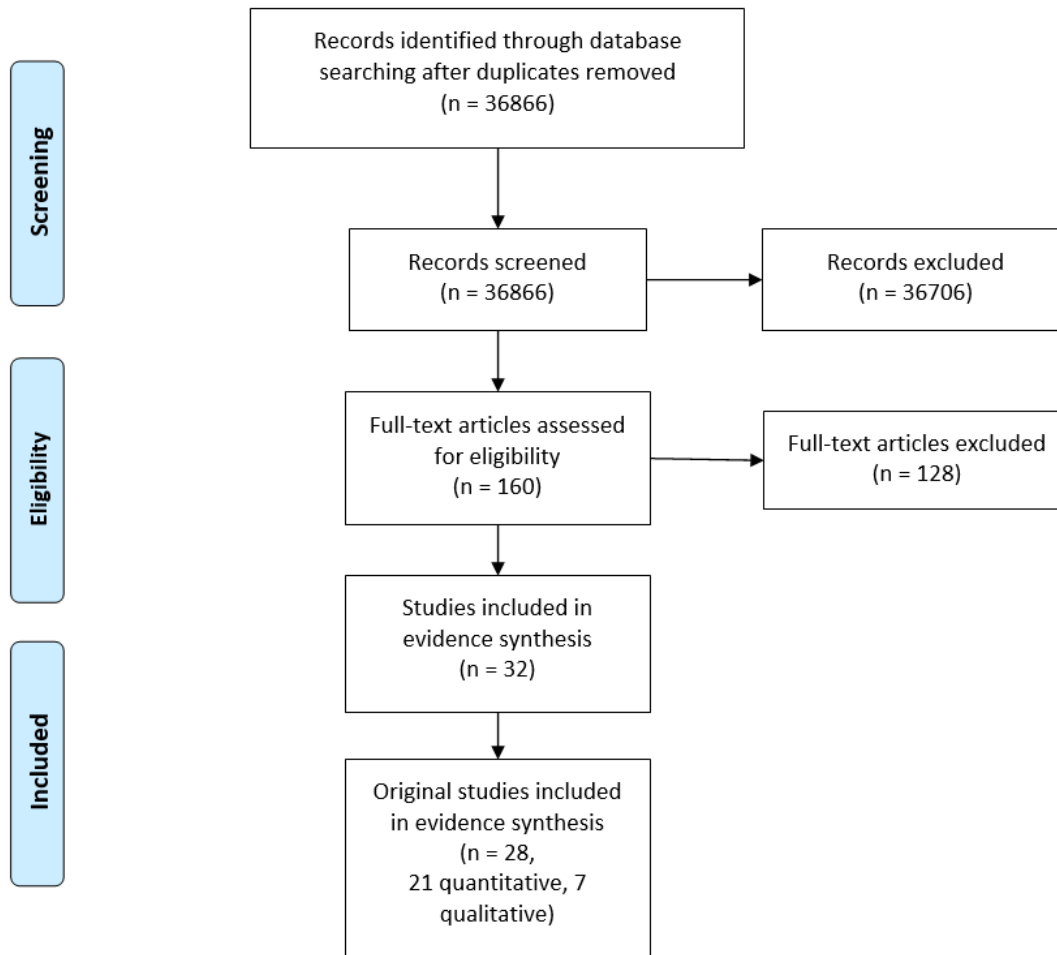 Records identified through database
searching after duplicates removed
(n = 36866)
Screening
Records screened
(n = 36866)
Records excluded
(n = 36706)
Eligibility
Full-text articles assessed
for eligibility
(n = 160)
Full-text articles excluded
(n = 128)
Studies included in
evidence synthesis
(n = 32)
Included
Original studies included
in evidence synthesis
(n = 28,
21 quantitative, 7
qualitative)